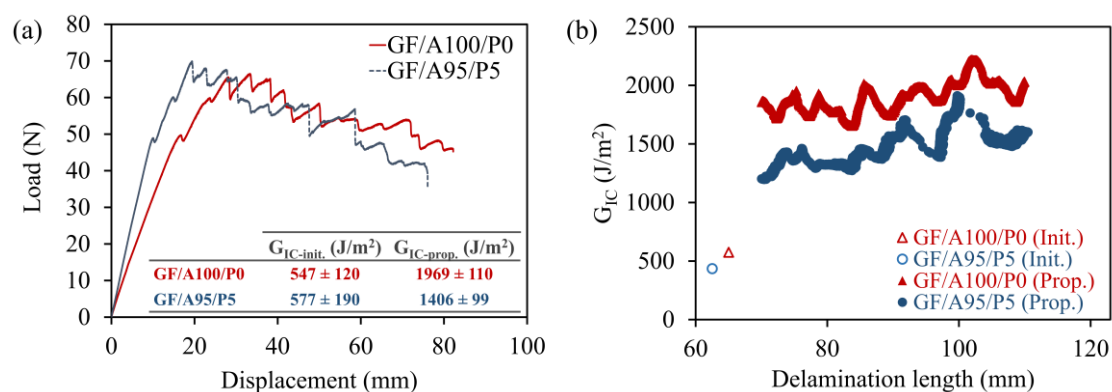 (a)
80
70
60
50
40
30
20
10
0
Load (N)
GF/A100/P0
GF/A95/P5
G_IC-init. (J/m²) G_IC-prop. (J/m²)
GF/A100/P0 547 ± 120 1969 ± 110
GF/A95/P5 577 ± 190 1406 ± 99
0 20 40 60 80 100
Displacement (mm)
(b)
2500
2000
1500
1000
500
0
G_IC (J/m²)
GF/A100/P0 (Init.)
GF/A95/P5 (Init.)
GF/A100/P0 (Prop.)
GF/A95/P5 (Prop.)
60 80 100 120
Delamination length (mm)